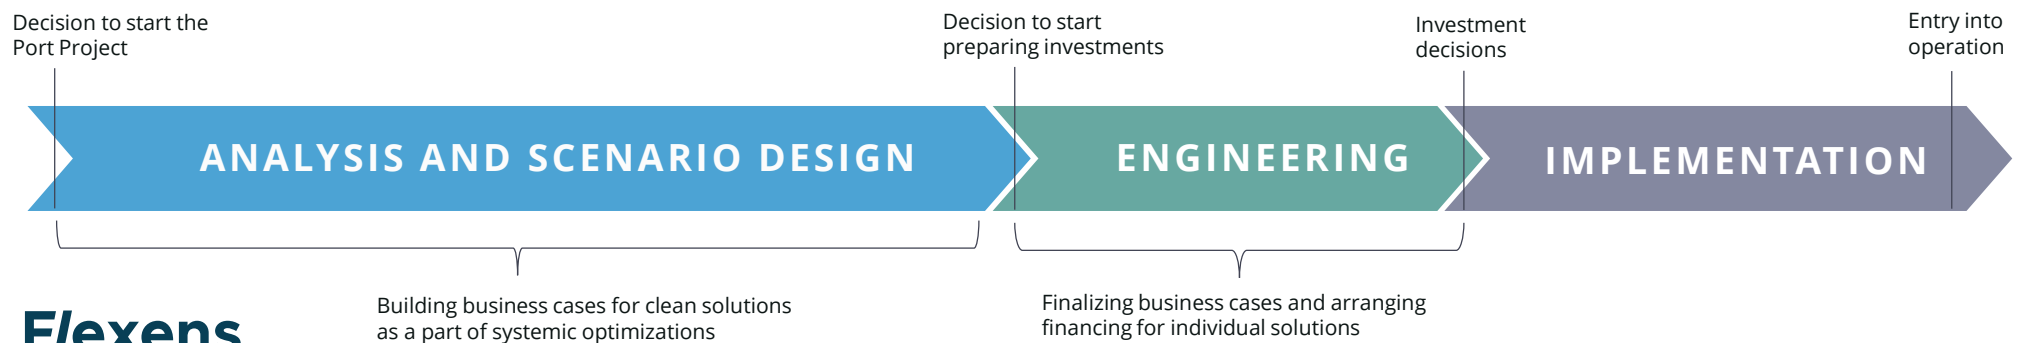 Decision to start the
Port Project
Decision to start
preparing investments
Investment
decisions
Entry into
operation
ANALYSIS AND SCENARIO DESIGN
ENGINEERING
IMPLEMENTATION
Building business cases for clean solutions
as a part of systemic optimizations
Finalizing business cases and arranging
financing for individual solutions
Flexens